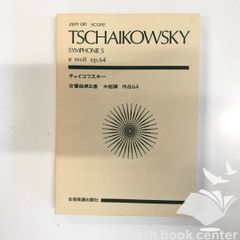 zen-on score
TSCHAIKOWSKY
SYMPHONIE 5
e moll op.64
チャイコフスキー
交響曲第五番 ホ短調 作品64
全音楽譜出版社
book center